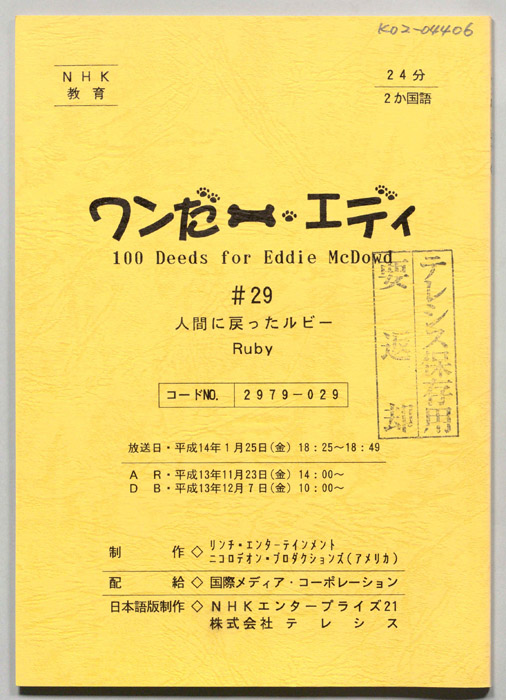 K02-04406
NHK
教育
24分
2か国語
ワンだー・エディ
100 Deeds for Eddie McDowd
#29
人間に戻ったルビー
Ruby
コードNO. 2979-029
テレシス保存用
要返却
放送日・平成14年1月25日(金) 18:25～18:49
AR・平成13年11月23日(金) 14:00～
DB・平成13年12月7日(金) 10:00～
制作◇ リンチ・エンターテインメント
ニコロデオン・プロダクションズ(アメリカ)
配給◇ 国際メディア・コーポレーション
日本語版制作◇ NHKエンタープライズ21
株式会社テレシス